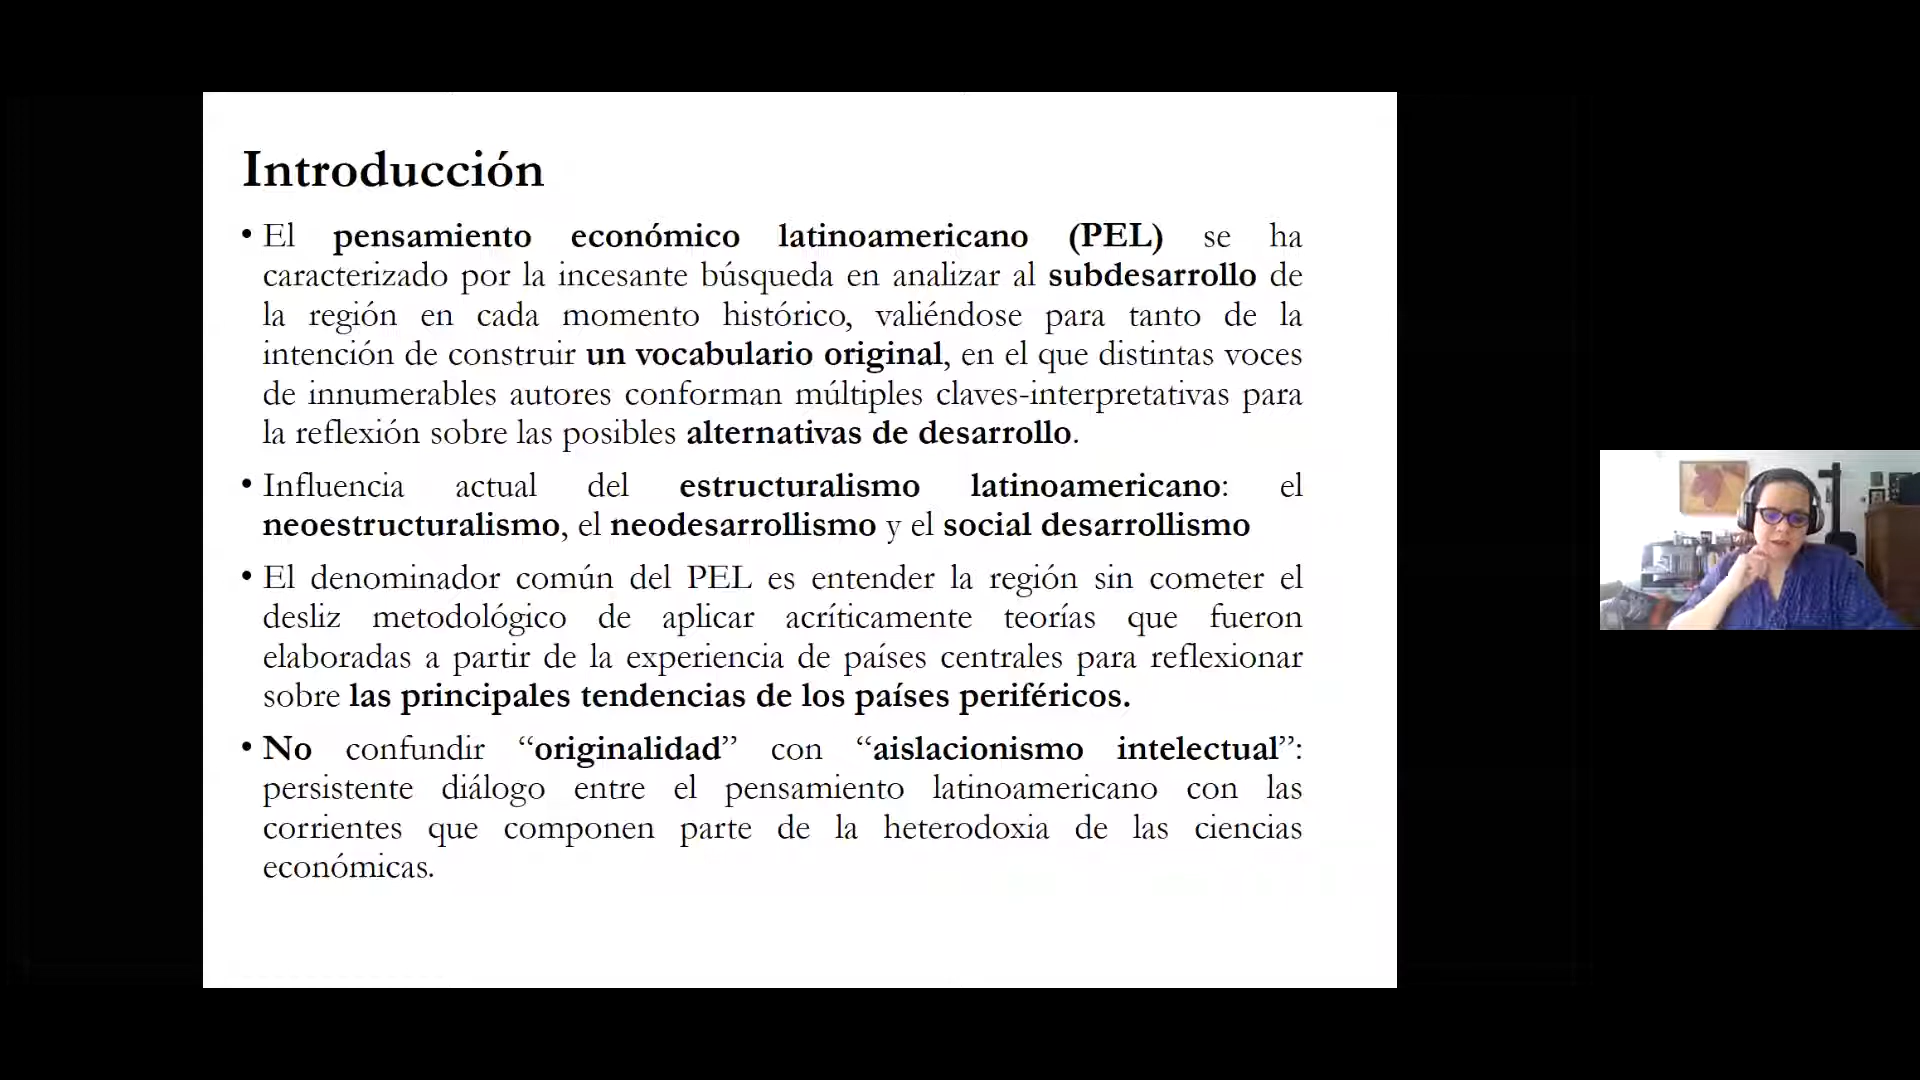 Introducción
• El pensamiento económico latinoamericano (PEL) se ha
caracterizado por la incesante búsqueda en analizar al subdesarrollo de
la región en cada momento histórico, valiéndose para tanto de la
intención de construir un vocabulario original, en el que distintas voces
de innumerables autores conforman múltiples claves-interpretativas para
la reflexión sobre las posibles alternativas de desarrollo.
• Influencia actual del estructuralismo latinoamericano: el
neoestructuralismo, el neodesarrollismo y el social desarrollismo
• El denominador común del PEL es entender la región sin cometer el
desliz metodológico de aplicar acríticamente teorías que fueron
elaboradas a partir de la experiencia de países centrales para reflexionar
sobre las principales tendencias de los países periféricos.
• No confundir “originalidad” con “aislacionismo intelectual”:
persistente diálogo entre el pensamiento latinoamericano con las
corrientes que componen parte de la heterodoxia de las ciencias
económicas.